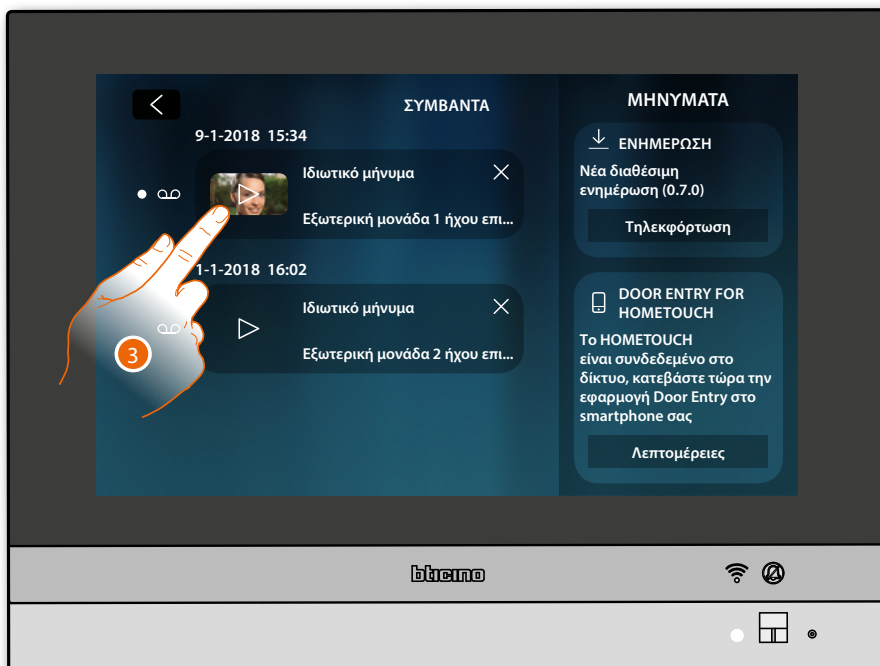 ΣΥΜΒΑΝΤΑ
9-1-2018 15:34
Ιδιωτικό μήνυμα
Εξωτερική μονάδα 1 ήχου επι...
1-1-2018 16:02
Ιδιωτικό μήνυμα
Εξωτερική μονάδα 2 ήχου επι...
3
ΜΗΝΥΜΑΤΑ
ΕΝΗΜΕΡΩΣΗ
Νέα διαθέσιμη
ενημέρωση (0.7.0)
Τηλεκφόρτωση
DOOR ENTRY FOR
HOMETOUCH
Το HOMETOUCH
είναι συνδεδεμένο στο
δίκτυο, κατεβάστε τώρα την
εφαρμογή Door Entry στο
smartphone σας
Λεπτομέρειες
bticino